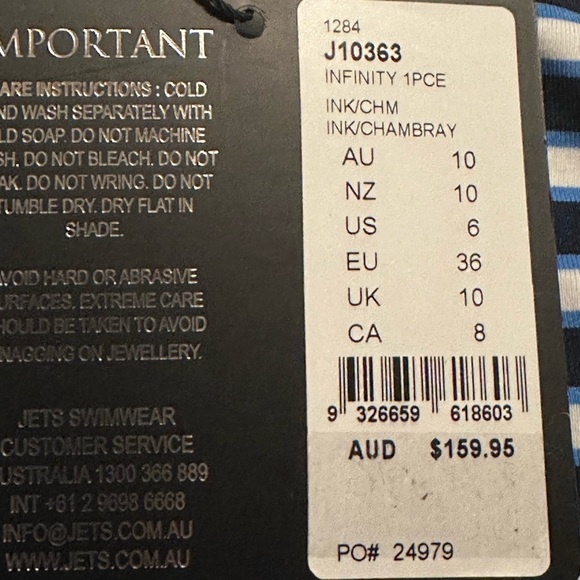 MPORTANT
ARE INSTRUCTIONS : COLD
ND WASH SEPARATELY WITH
LD SOAP. DO NOT MACHINE
SH. DO NOT BLEACH. DO NOT
AK. DO NOT WRING. DO NOT
TUMBLE DRY. DRY FLAT IN
SHADE.
VOID HARD OR ABRASIVE
URFACES. EXTREME CARE
HOULD BE TAKEN TO AVOID
NAGGING ON JEWELLERY.
JETS SWIMWEAR
CUSTOMER SERVICE
AUSTRALIA 1300 366 889
INT +61 2 9698 6668
INFO@JETS.COM.AU
WWW.JETS.COM.AU
1284
J10363
INFINITY 1PCE
INK/CHM
INK/CHAMBRAY
AU 10
NZ 10
US 6
EU 36
UK 10
CA 8
9 326659 618603
AUD $159.95
PO# 24979